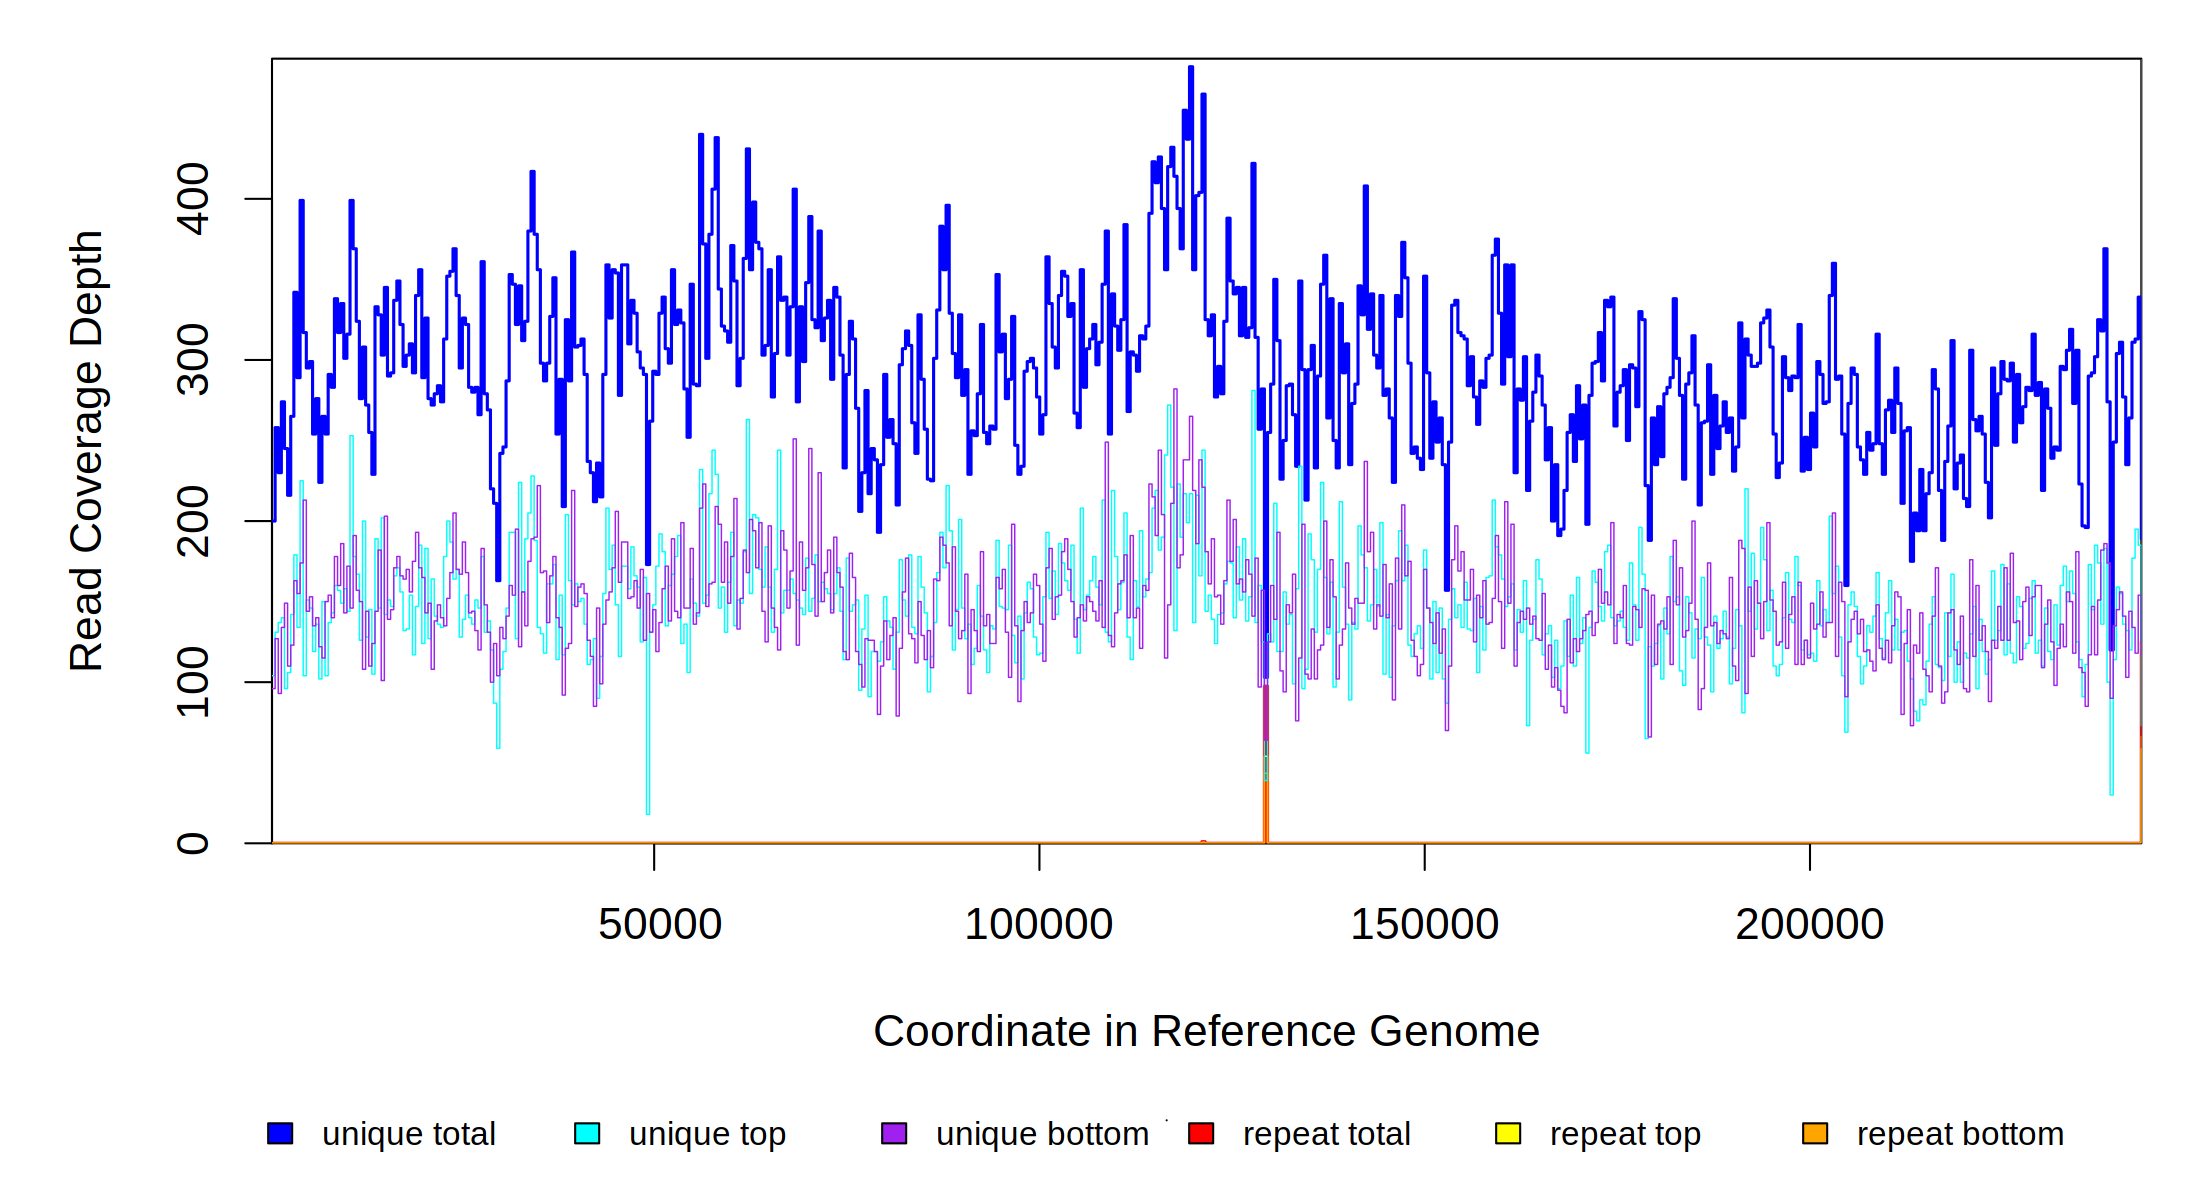 Read Coverage Depth
400
300
200
100
0
50000 100000 150000 200000
Coordinate in Reference Genome
unique total unique top unique bottom repeat total repeat top repeat bottom